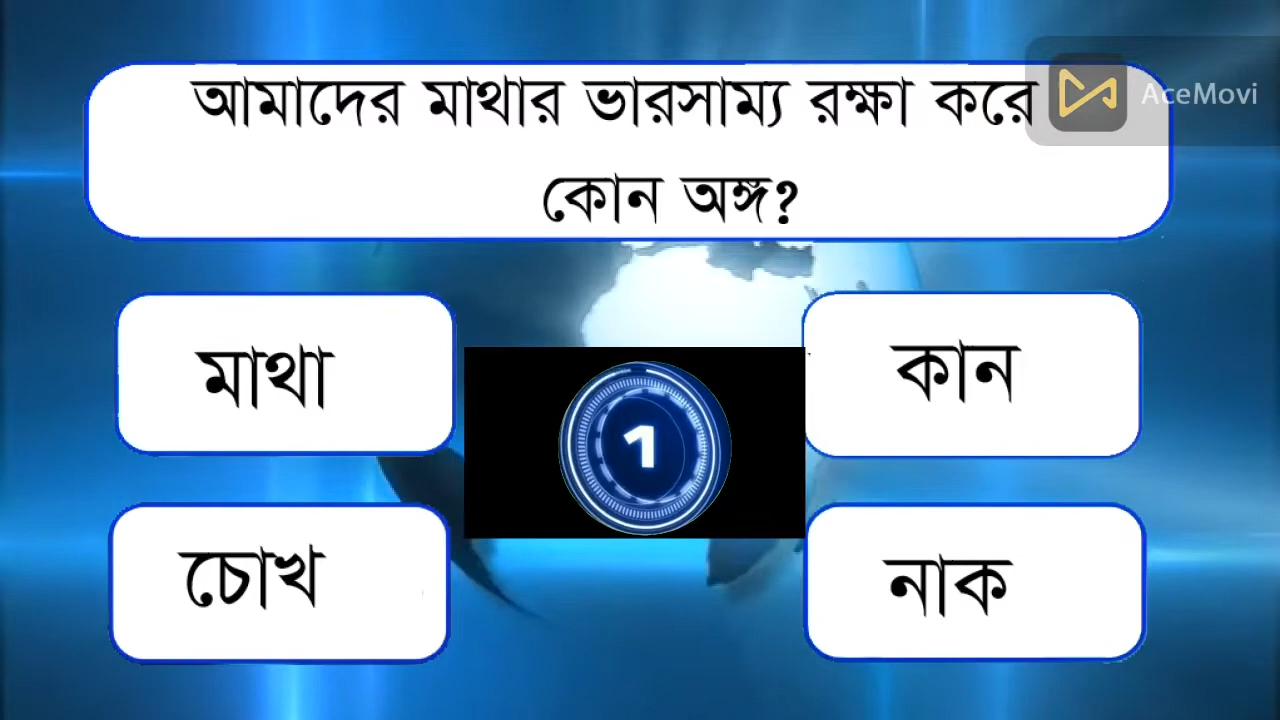 আমাদের মাথার ভারসাম্য রক্ষা করে
কোন অঙ্গ?
AceMovi
মাথা
কান
1
চোখ
নাক